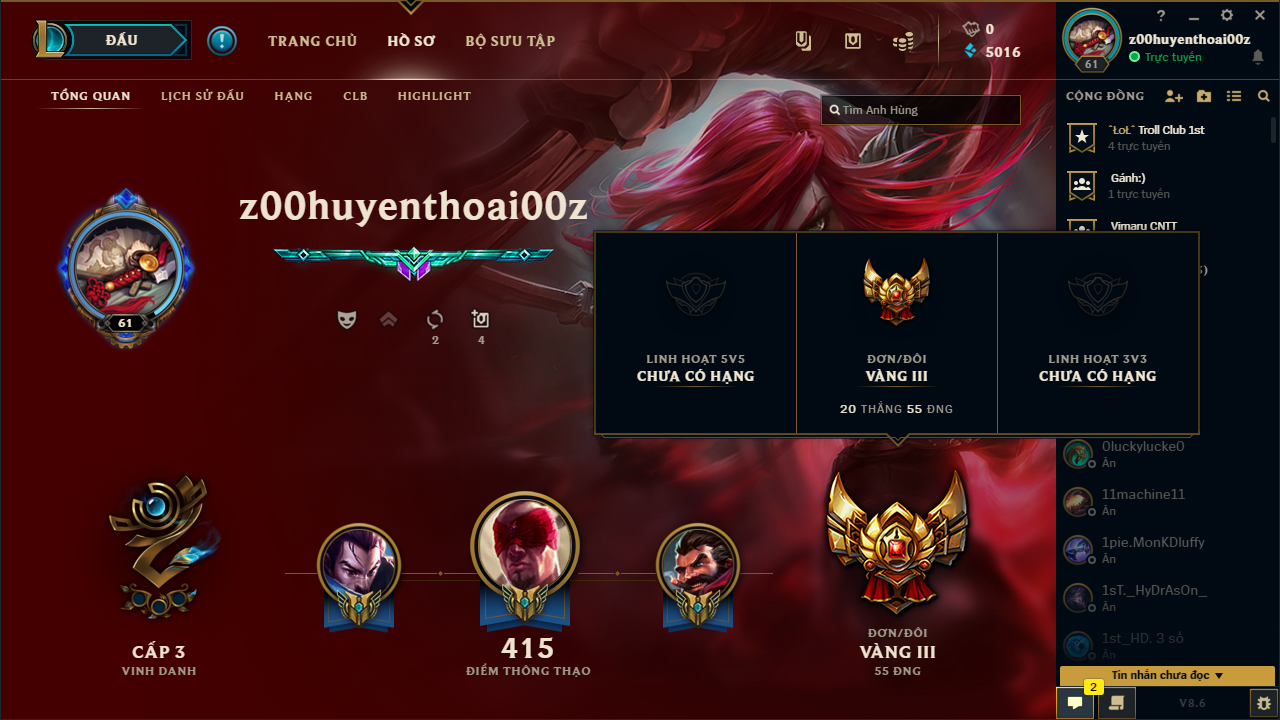 ĐẤU
TRANG CHỦ
HỒ SƠ
BỘ SƯU TẬP
0
5016
?
z00huyenthoai00z
Trực tuyến
61
TỔNG QUAN
LỊCH SỬ ĐẤU
HẠNG
CLB
HIGHLIGHT
Tìm Anh Hùng
CỘNG ĐỒNG
ˆŁoŁˆ Troll Club 1st
4 trực tuyến
Gánh:)
1 trực tuyến
Vimaru CNTT
z00huyenthoai00z
61
2
4
LINH HOẠT 5V5
CHƯA CÓ HẠNG
ĐƠN/ĐÔI
VÀNG III
20 THẮNG 55 ĐNG
LINH HOẠT 3V3
CHƯA CÓ HẠNG
0luckylucke0
Ẩn
11machine11
Ẩn
1pie.MonKDluffy
Ẩn
1sT._HyDrAsOn_
Ẩn
1st_HD. 3 số
Ẩn
CẤP 3
VINH DANH
415
ĐIỂM THÔNG THẠO
ĐƠN/ĐÔI
VÀNG III
55 ĐNG
Tin nhắn chưa đọc
2
V8.6